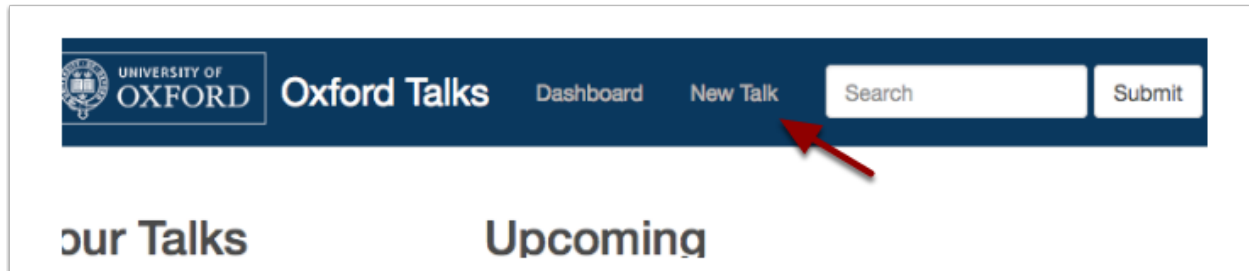 UNIVERSITY OF
OXFORD
Oxford Talks Dashboard New Talk Search Submit
our Talks Upcoming